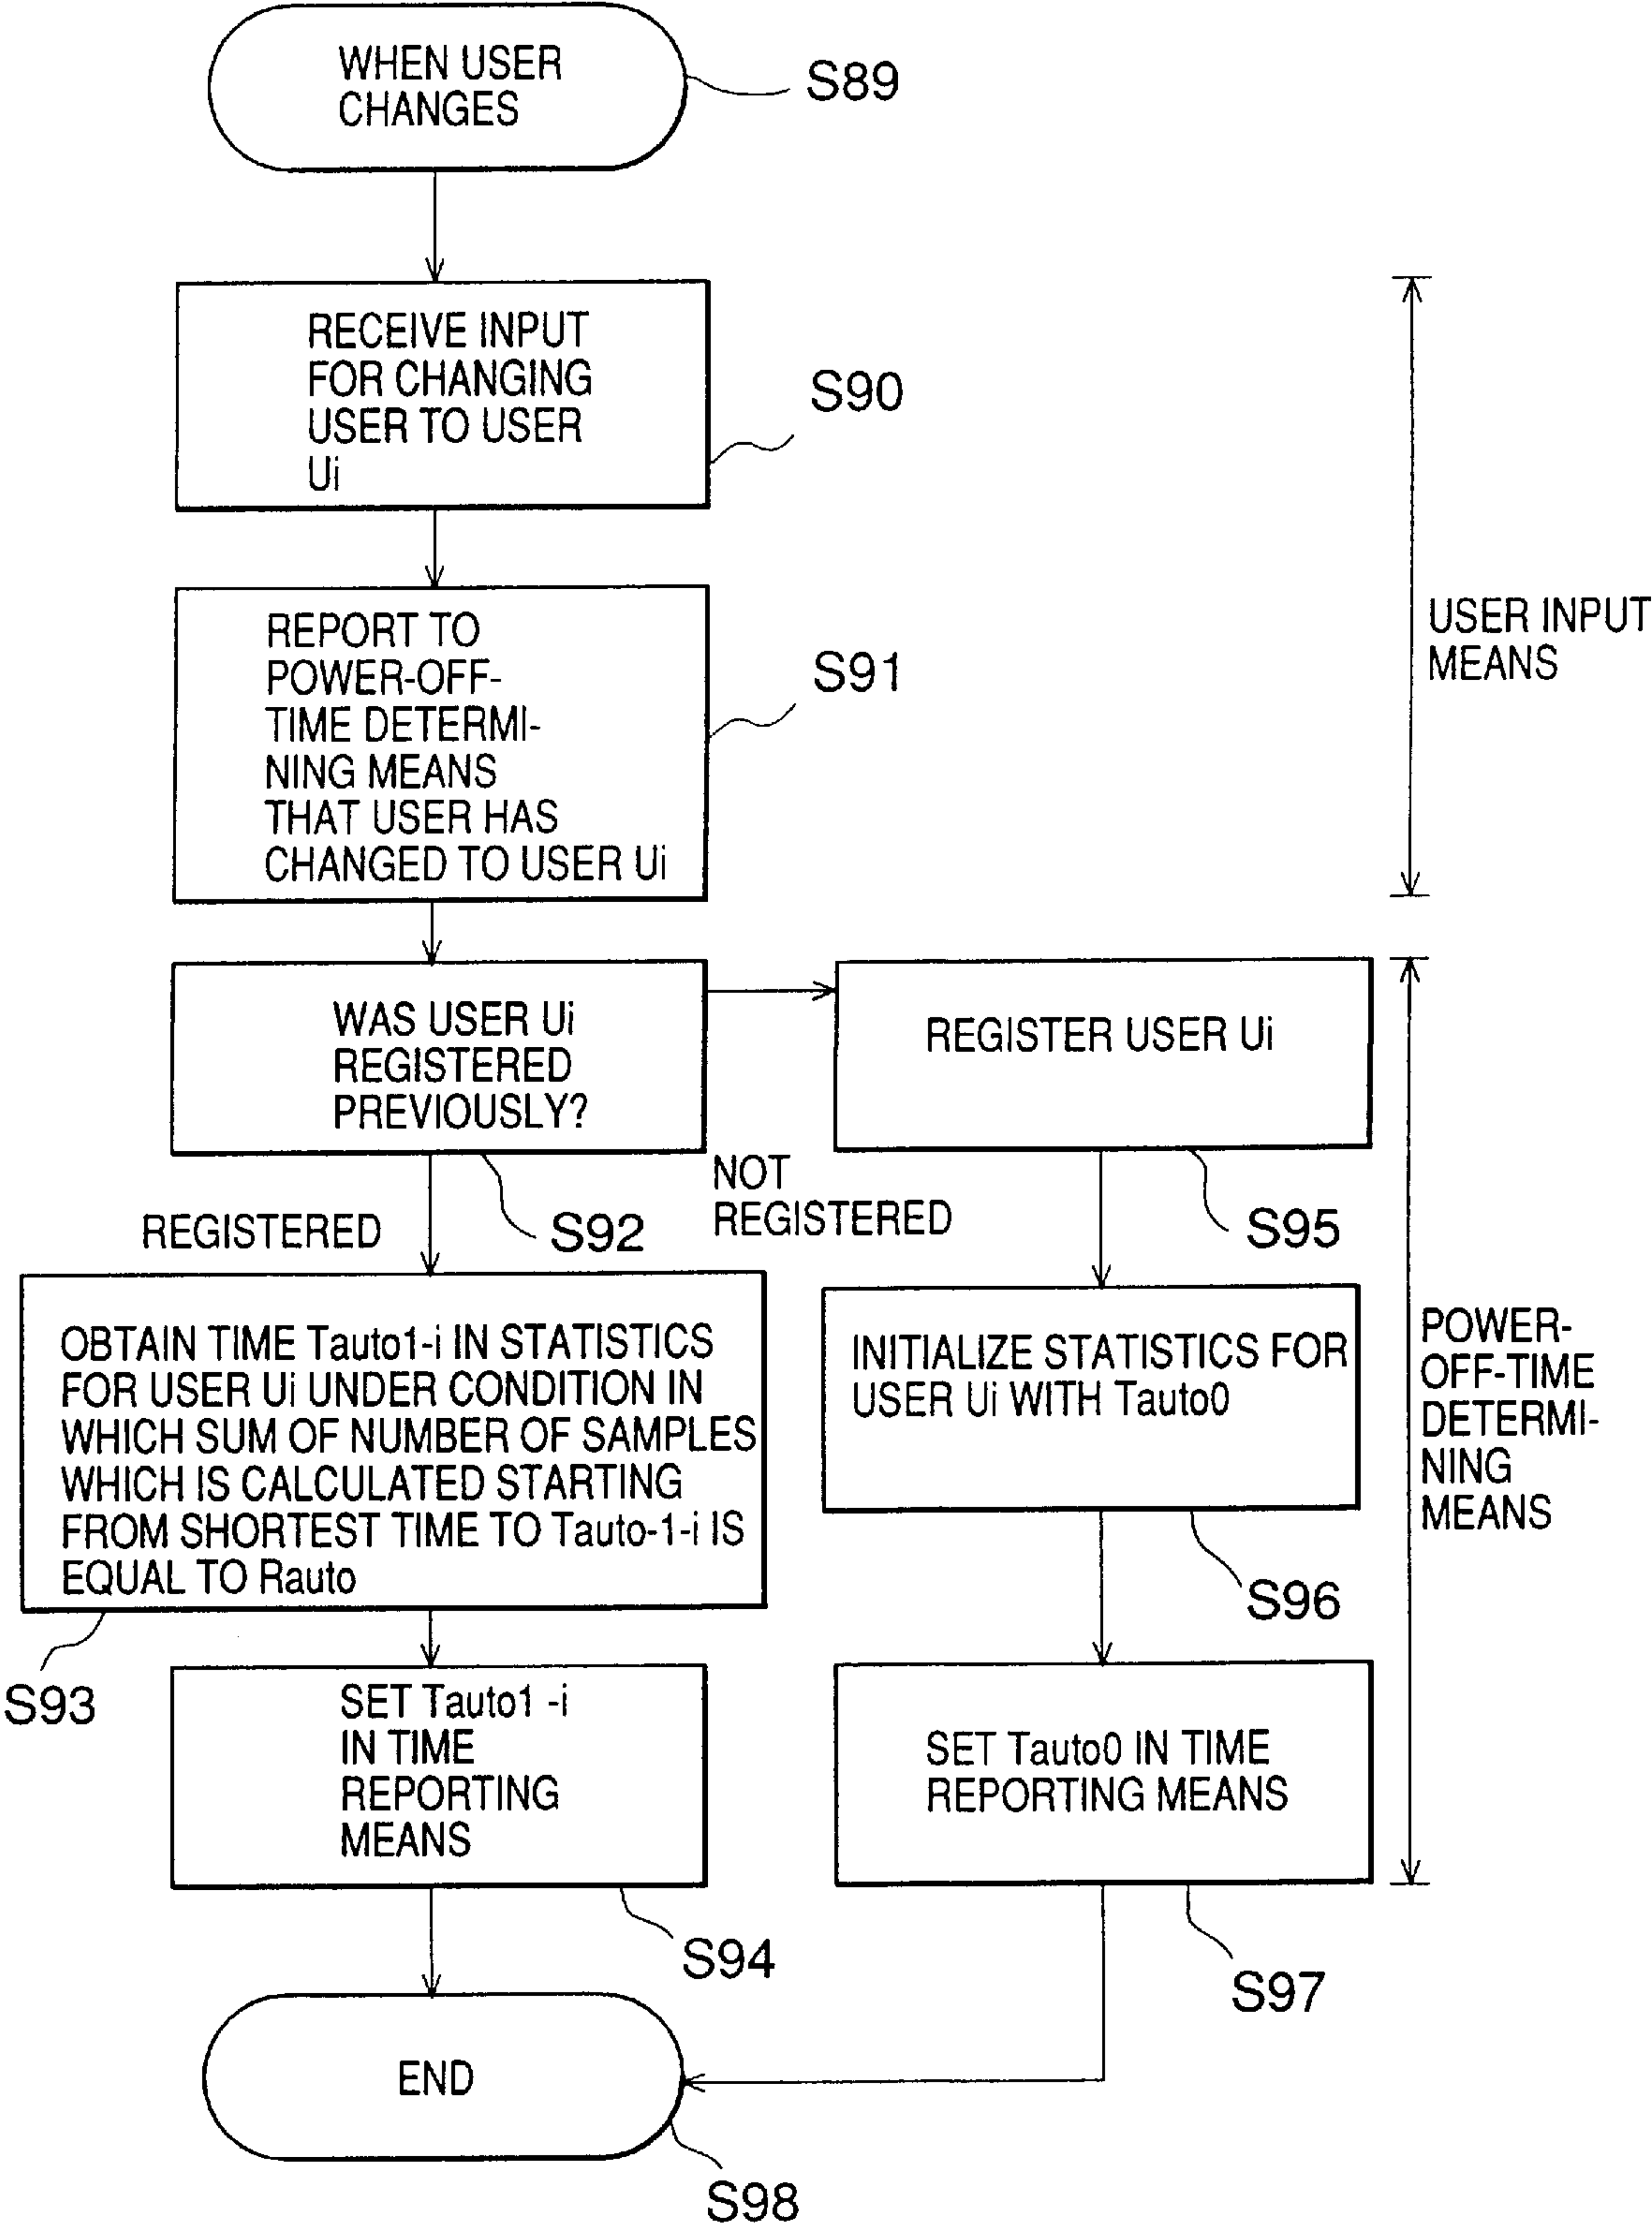 WHEN USER
CHANGES
S89
RECEIVE INPUT
FOR CHANGING
USER TO USER
Ui
S90
REPORT TO
POWER-OFF-
TIME DETERMI-
NING MEANS
THAT USER HAS
CHANGED TO USER Ui
S91
USER INPUT
MEANS
WAS USER Ui
REGISTERED
PREVIOUSLY?
S92
REGISTERED
NOT
REGISTERED
REGISTER USER Ui
S95
OBTAIN TIME Tauto1-i IN STATISTICS
FOR USER Ui UNDER CONDITION IN
WHICH SUM OF NUMBER OF SAMPLES
WHICH IS CALCULATED STARTING
FROM SHORTEST TIME TO Tauto-1-i IS
EQUAL TO Rauto
S93
INITIALIZE STATISTICS FOR
USER Ui WITH Tauto0
S96
POWER-
OFF-TIME
DETERMI-
NING
MEANS
SET Tauto1 -i
IN TIME
REPORTING
MEANS
S94
SET Tauto0 IN TIME
REPORTING MEANS
S97
END
S98